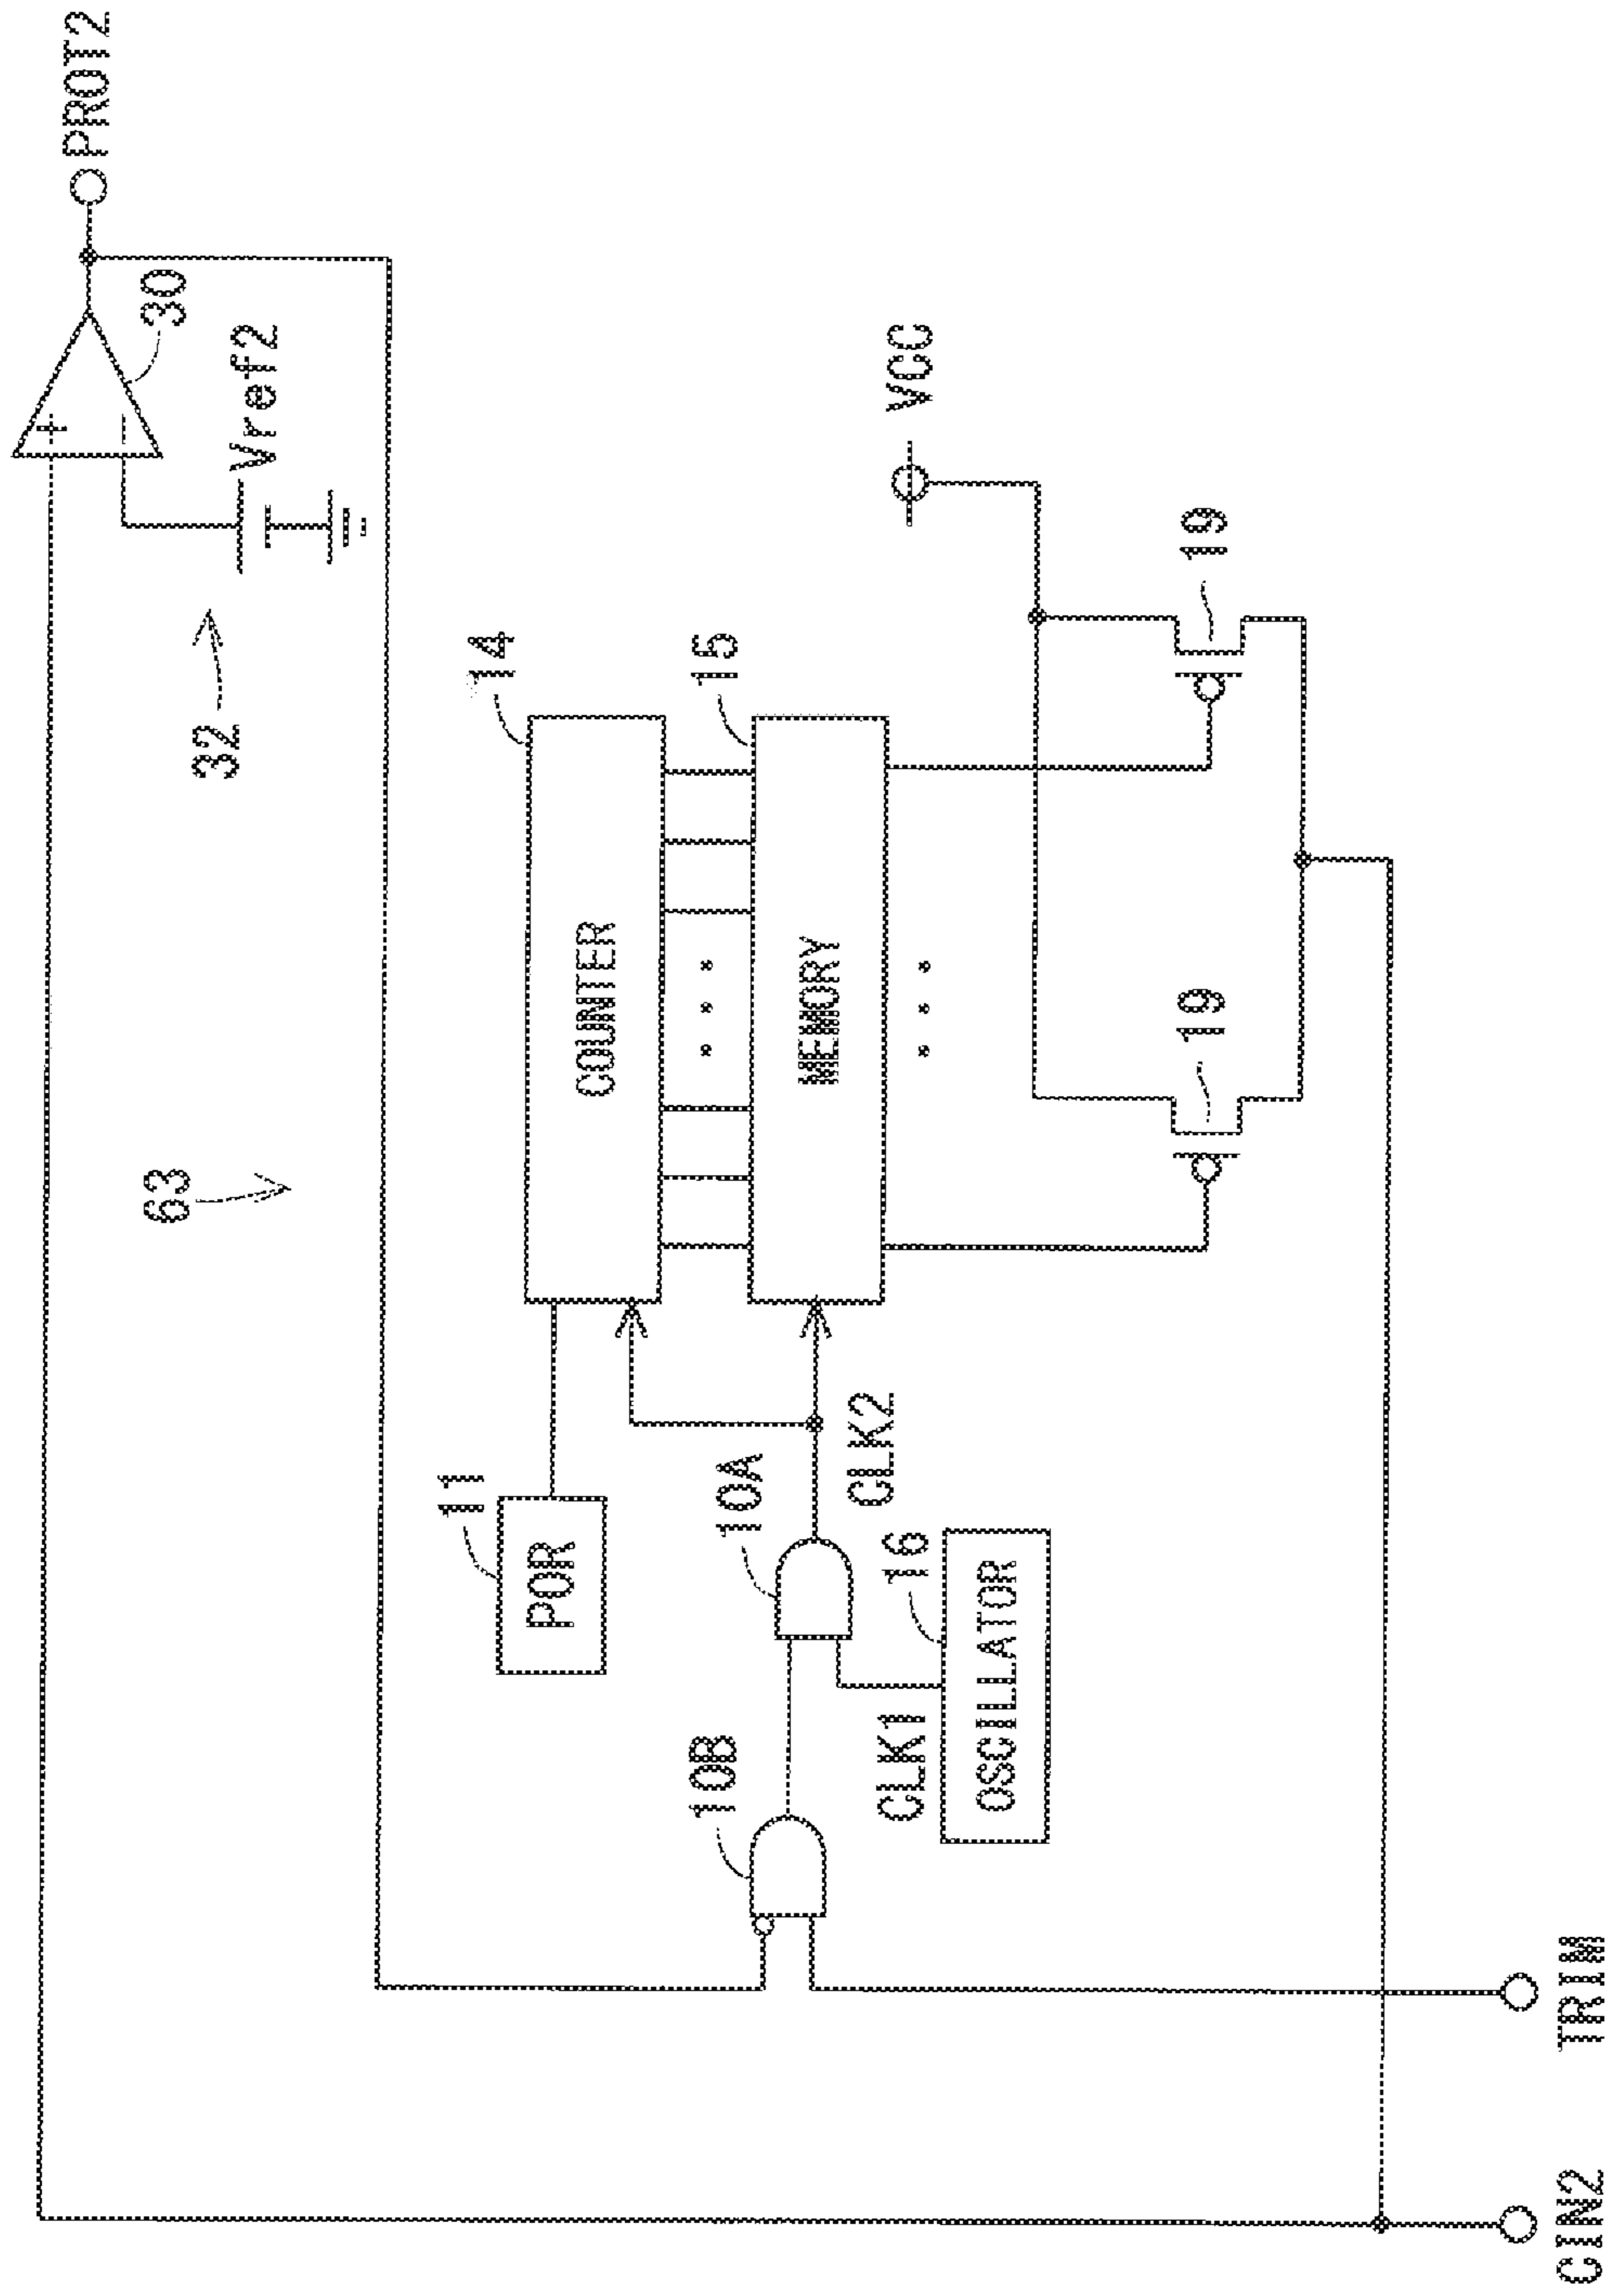 PROT2
30
Vref2
32
63
VCC
14
COUNTER
15
MEMORY
19
19
11
POR
10A
CLK2
10B
CLK1
16
OSCILLATOR
TRIM
CIN2